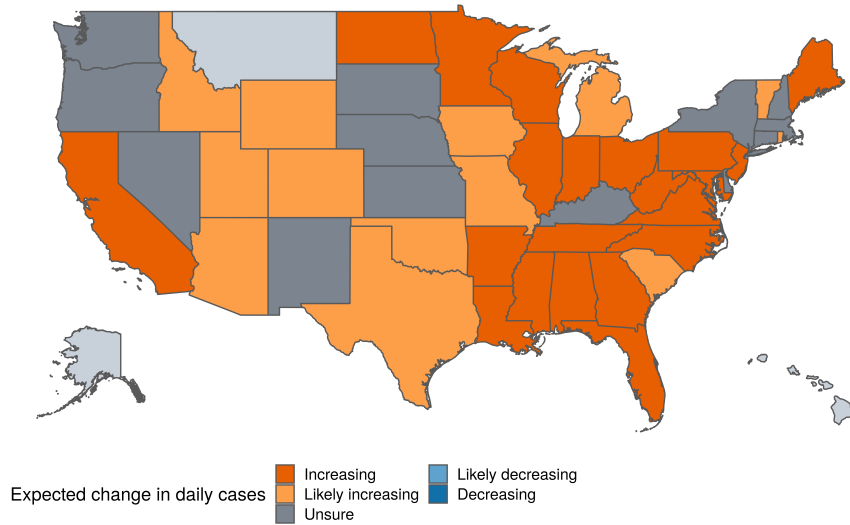 Expected change in daily cases
Increasing
Likely increasing
Unsure
Likely decreasing
Decreasing